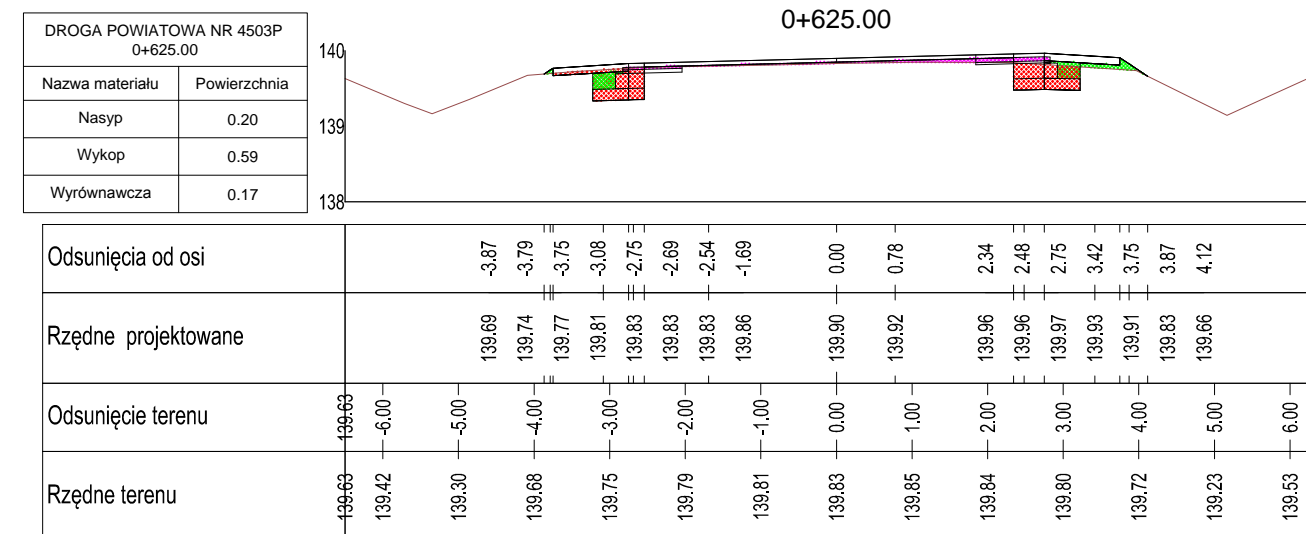 0+625.00
DROGA POWIATOWA NR 4503P
0+625.00
Nazwa materiału Powierzchnia
Nasyp 0.20
Wykop 0.59
Wyrównawcza 0.17
140
139
138
Odsunięcia od osi -3.87 -3.79 -3.75 -3.08 -2.75 -2.69 -2.54 -1.69 0.00 0.78 2.34 2.48 2.75 3.42 3.75 3.87 4.12
Rzędne projektowane 139.69 139.74 139.77 139.81 139.83 139.83 139.83 139.86 139.90 139.92 139.96 139.96 139.97 139.93 139.91 139.83 139.66
Odsunięcie terenu 139.63 -6.00 -5.00 -4.00 -3.00 -2.00 -1.00 0.00 1.00 2.00 3.00 4.00 5.00 6.00
Rzędne terenu 139.63 139.42 139.30 139.68 139.75 139.79 139.81 139.83 139.85 139.84 139.80 139.72 139.23 139.53